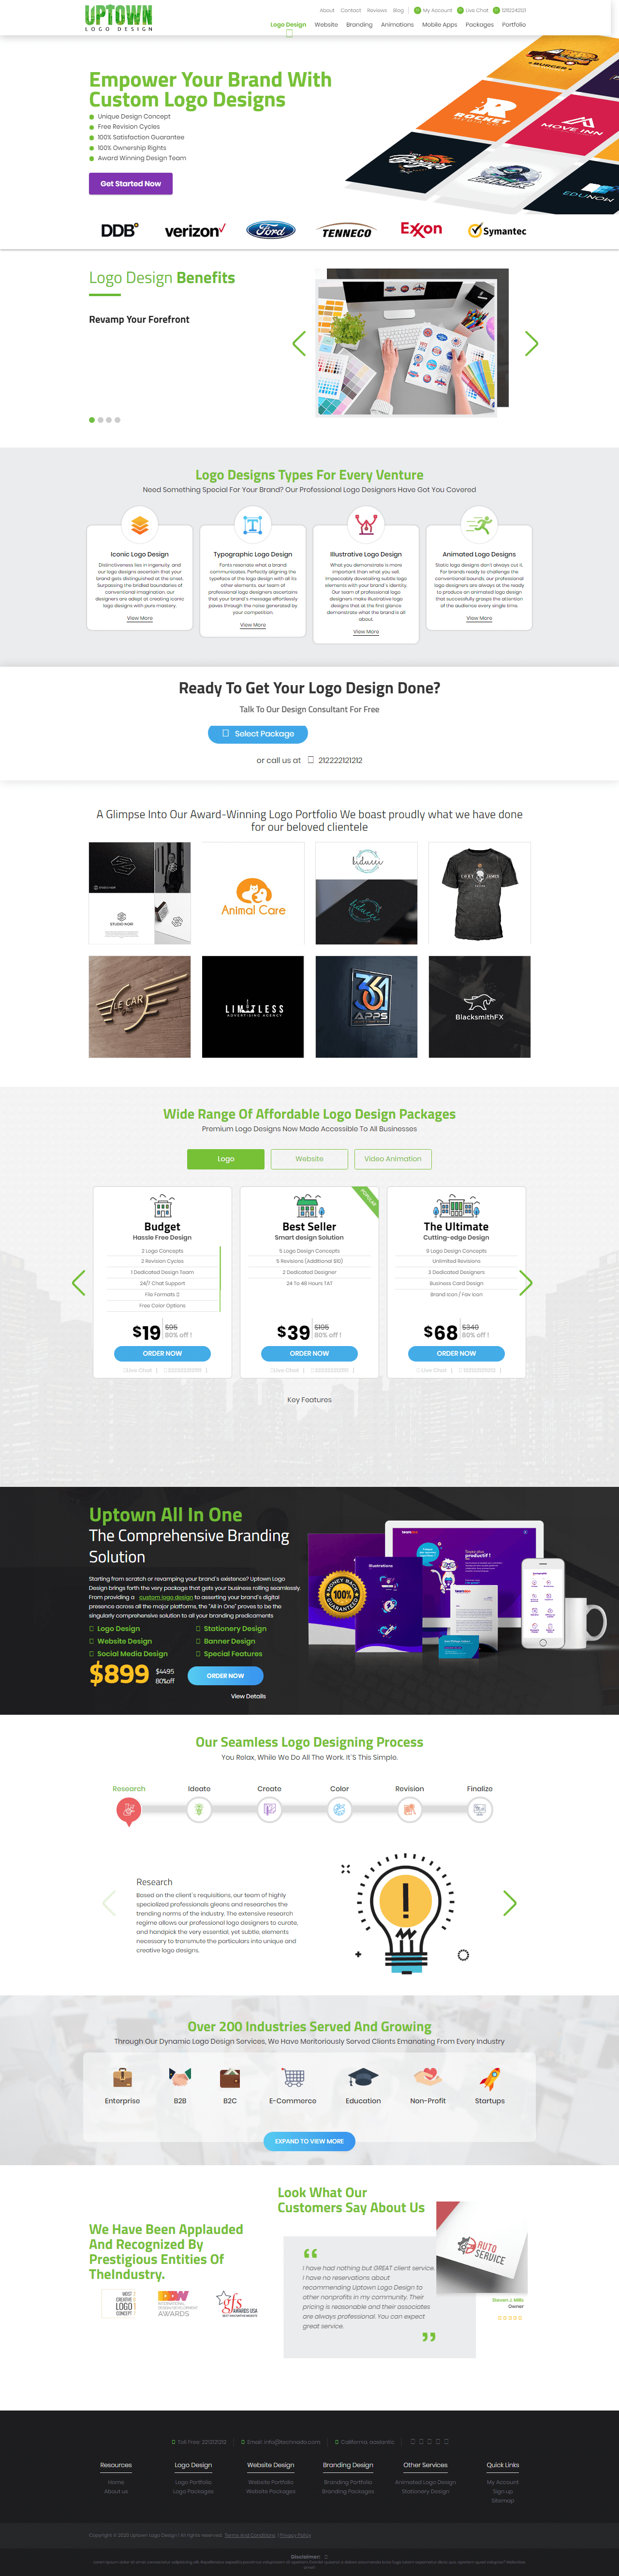 UPTOWN
LOGO DESIGN
About Contact Reviews Blog My Account Live Chat
Logo Design Website Branding Animations Mobile Apps Packages Portfolio
Empower Your Brand With
Custom Logo Designs
Unique Design Concept
Free Revision Cycles
100% Satisfaction Guarantee
100% Ownership Rights
Award Winning Design Team
Get Started Now
ROCKET
MOVE INN
EDUNOW
BURGER
DDB
verizon
Ford
TENNECO
Exxon
Symantec
Logo Design Benefits
Revamp Your Forefront
Logo Designs Types For Every Venture
Need Something Special For Your Brand? Our Professional Logo Designers Have Got You Covered
Iconic Logo Design
Distinctiveness lies in ingenuity, and
our logo designs ascertain that your
brand gets distinguished at the onset.
Surpassing the bridled boundaries of
conventional imagination, our
designers are adept at creating iconic
logo designs with pure mastery.
View More
Typographic Logo Design
Fonts resonate what a brand
communicates. Perfectly aligning the
typeface of the logo design with all its
other elements, our team of
professional logo designers ascertains
that your brand's message effortlessly
paves through the noise generated by
your competition.
View More
Illustrative Logo Design
What you demonstrate is more
important than what you sell.
Impeccably dovetailing subtle logo
elements with your brand's identity,
Our team of professional logo
designers make illustrative logo
designs that at the first glance
demonstrate what the brand is all
about.
View More
Animated Logo Designs
Static logo designs don't always cut it.
For brands ready to challenge the
conventional bounds, our professional
logo designers are always at the ready
to produce an animated logo design
that successfully grasps the attention
of the audience every single time.
View More
Ready To Get Your Logo Design Done?
Talk To Our Design Consultant For Free
Select Package
or call us at 212222121212
A Glimpse Into Our Award-Winning Logo Portfolio We boast proudly what we have done
for our beloved clientele
Animal Care
biducci
LE CAR
LIMITLESS
ADVERTISING AGENCY
361
APPS
BlacksmithFX
Wide Range Of Affordable Logo Design Packages
Premium Logo Designs Now Made Accessible To All Businesses
Logo
Website
Video Animation
Budget
Hassle Free Design
2 Logo Concepts
2 Revision Cycles
1 Dedicated Design Team
24/7 Chat Support
File Formats
Free Color Options
$19 $95
80% off !
ORDER NOW
Live Chat
POPULAR
Best Seller
Smart design Solution
5 Logo Design Concepts
5 Revisions (Additional $10)
2 Dedicated Designer
24 To 48 Hours TAT
$39 $195
80% off !
ORDER NOW
Live Chat
The Ultimate
Cutting-edge Design
9 Logo Design Concepts
Unlimited Revisions
3 Dedicated Designers
Business Card Design
Brand Icon / Fav Icon
$68 $340
80% off !
ORDER NOW
Live Chat
Key Features
Uptown All In One
The Comprehensive Branding
Solution
Starting from scratch or revamping your brand's existence? Uptown Logo
Design brings forth the very package that gets your business rolling seamlessly.
From providing a custom logo design to asserting your brand's digital
presence across all the major platforms; the "All in One" proves to be the
singularly comprehensive solution to all your branding predicaments
Logo Design
Stationery Design
Website Design
Banner Design
Social Media Design
Special Features
$899 $4495
80%off
ORDER NOW
View Details
MONEY BACK
100%
GUARANTEED
Our Seamless Logo Designing Process
You Relax, While We Do All The Work. It'S This Simple.
Research Ideate Create Color Revision Finalize
Research
Based on the client's requisitions, our team of highly
specialized professionals gleans and researches the
trending norms of the industry. The extensive research
regime allows our professional logo designers to curate,
and handpick the very essential, yet subtle, elements
necessary to transmute the particulars into unique and
creative logo designs.
Over 200 Industries Served And Growing
Through Our Dynamic Logo Design Services, We Have Meritoriously Served Clients Emanating From Every Industry
Enterprise B2B B2C E-Commerce Education Non-Profit Startups
EXPAND TO VIEW MORE
We Have Been Applauded
And Recognized By
Prestigious Entities Of
TheIndustry.
MOST
CREATIVE
LOGO
CONCEPT
AWARDS
gfs
AWARDS USA
Look What Our
Customers Say About Us
I have had nothing but GREAT client service.
I have no reservations about
recommending Uptown Logo Design to
other nonprofits in my community. Their
pricing is reasonable and their associates
are always professional. You can expect
great service.
AUTO
SERVICE
Steven J. Mills
Owner
Resources
Home
About us
Logo Design
Logo Portfolio
Logo Packages
Website Design
Website Portfolio
Website Packages
Branding Design
Branding Portfolio
Branding Packages
Other Services
Animated Logo Design
Stationery Design
Quick Links
My Account
Sign up
Sitemap
Copyright © 2020 Uptown Logo Design | All Rights Reserved. Terms And Conditions | Privacy Policy
Disclaimer: